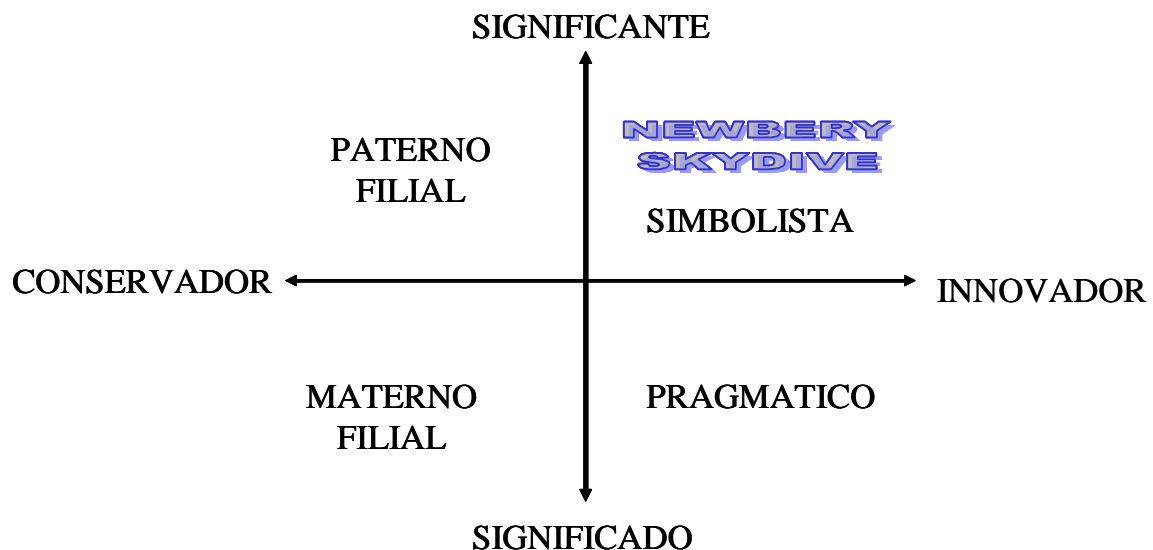 SIGNIFICANTE
NEWBERY
SKYDIVE
PATERNO
FILIAL
SIMBOLISTA
CONSERVADOR
INNOVADOR
MATERNO
FILIAL
PRAGMATICO
SIGNIFICADO